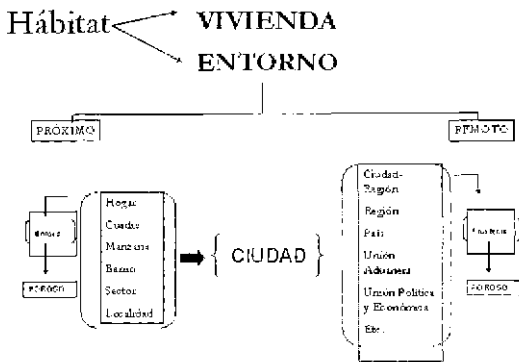 Hábitat
VIVIENDA
ENTORNO
PRÓXIMO
REMOTO
Hogar
Cuadra
Manzana
Barrio
Sector
Localidad
POROSO
CIUDAD
Ciudad-
Región
Región
País
Unión
Aduanera
Unión Política
y Económica
Etc.
POROSO